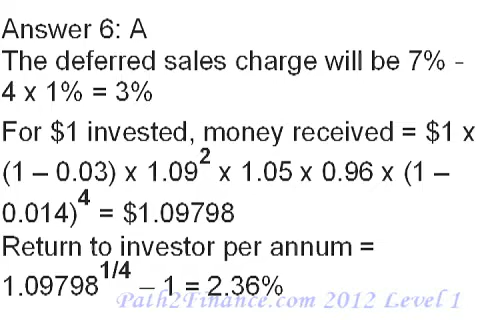 Answer 6: A
The deferred sales charge will be 7% -
4 x 1% = 3%
For $1 invested, money received = $1 x
(1 – 0.03) x 1.09² x 1.05 x 0.96 x (1 –
0.014)⁴ = $1.09798
Return to investor per annum =
1.09798^1/4 – 1 = 2.36%
Path2Finance.com 2012 Level 1